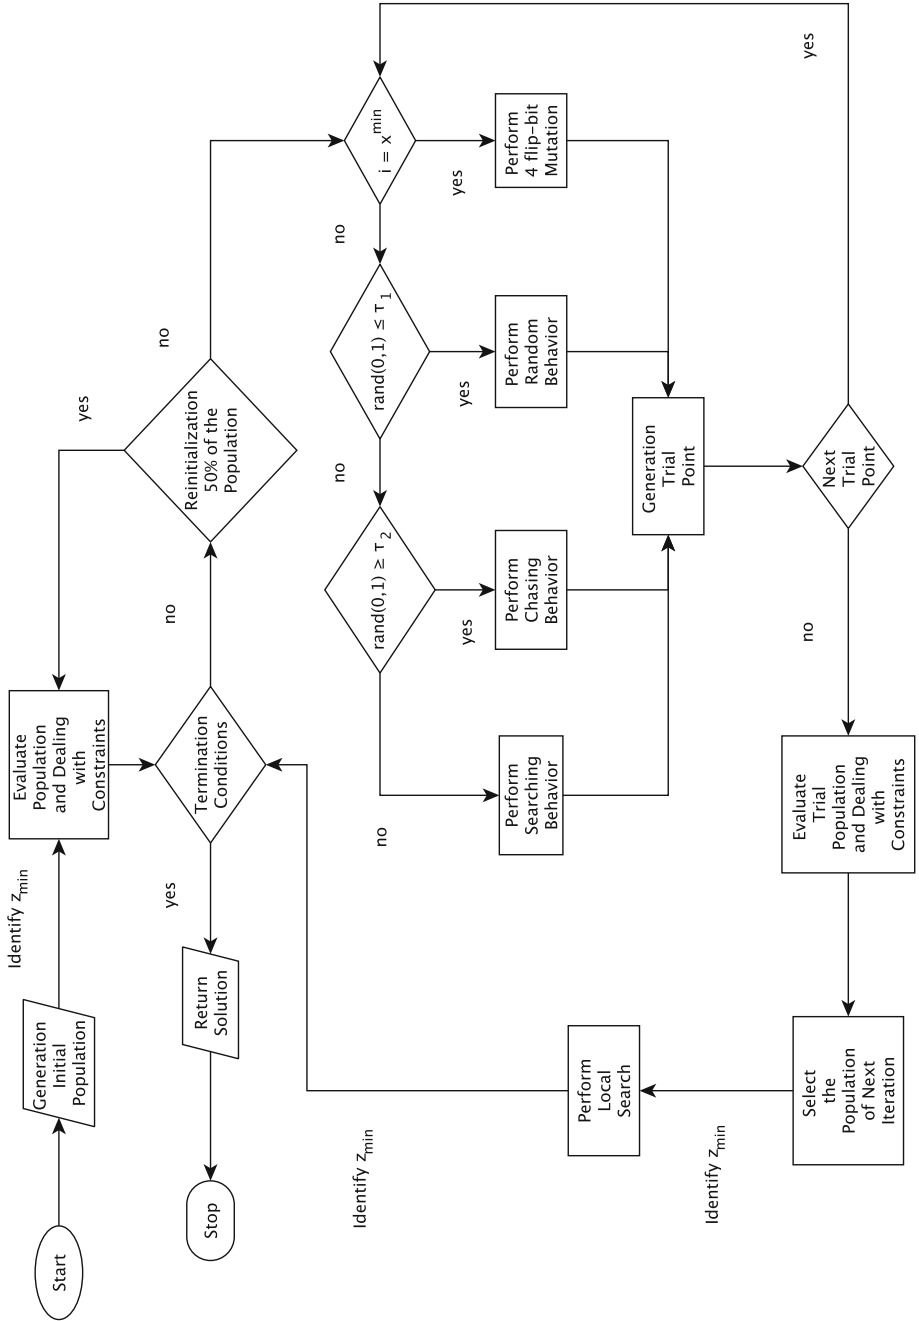 Start
Generation
Initial
Population
Identify z_min
Evaluate
Population
and Dealing
with
Constraints
yes
Stop
Return
Solution
yes
Termination
Conditions
no
Reinitialization
50% of the
Population
no
i = x^min
yes
Perform
4 flip-bit
Mutation
no
rand(0,1) ≤ τ_1
yes
Perform
Random
Behavior
no
rand(0,1) ≥ τ_2
yes
Perform
Chasing
Behavior
no
Perform
Searching
Behavior
Generation
Trial
Point
Next
Trial
Point
yes
no
Evaluate
Trial
Population
and Dealing
with
Constraints
Select
the
Population
of Next
Iteration
Identify z_min
Perform
Local
Search
Identify z_min